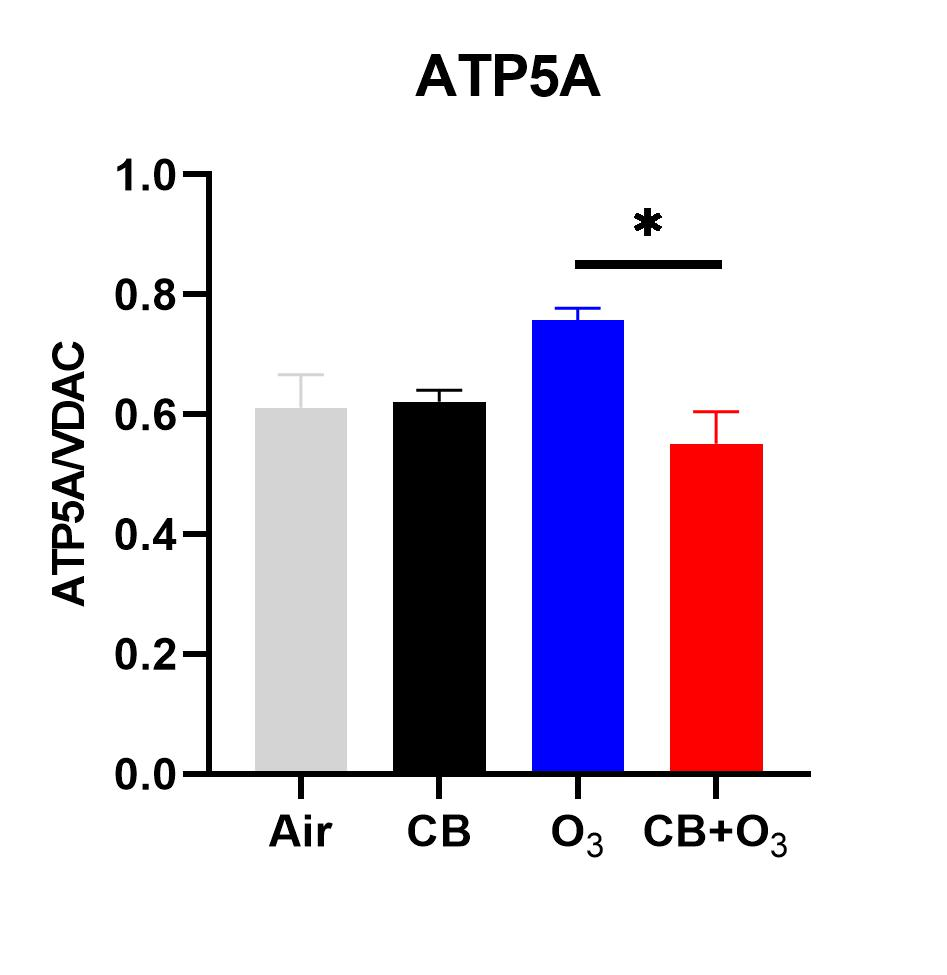 ATP5A
1.0
0.8
0.6
0.4
0.2
0.0
ATP5A/VDAC
*
Air
CB
O₃
CB+O₃